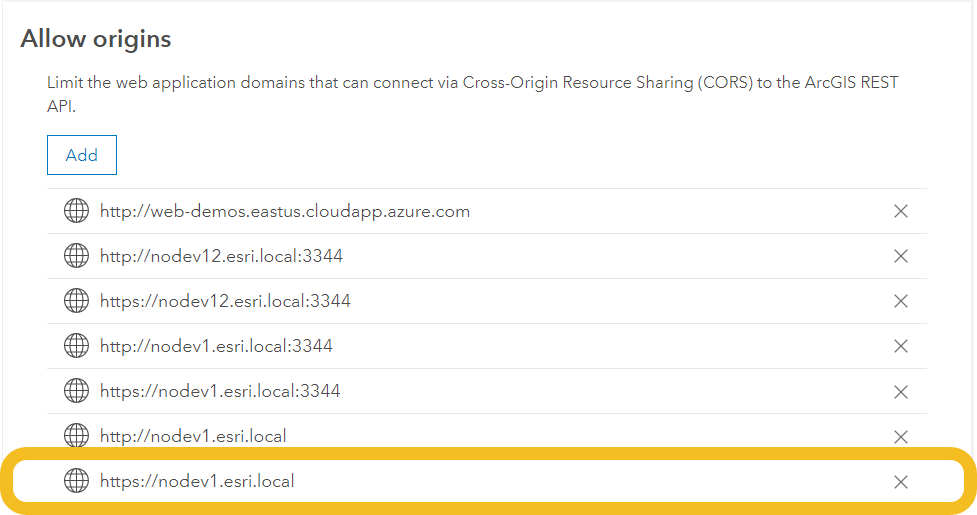 Allow origins
Limit the web application domains that can connect via Cross-Origin Resource Sharing (CORS) to the ArcGIS REST
API.
Add
http://web-demos.eastus.cloudapp.azure.com
http://nodev12.esri.local:3344
https://nodev12.esri.local:3344
http://nodev1.esri.local:3344
https://nodev1.esri.local:3344
http://nodev1.esri.local
https://nodev1.esri.local